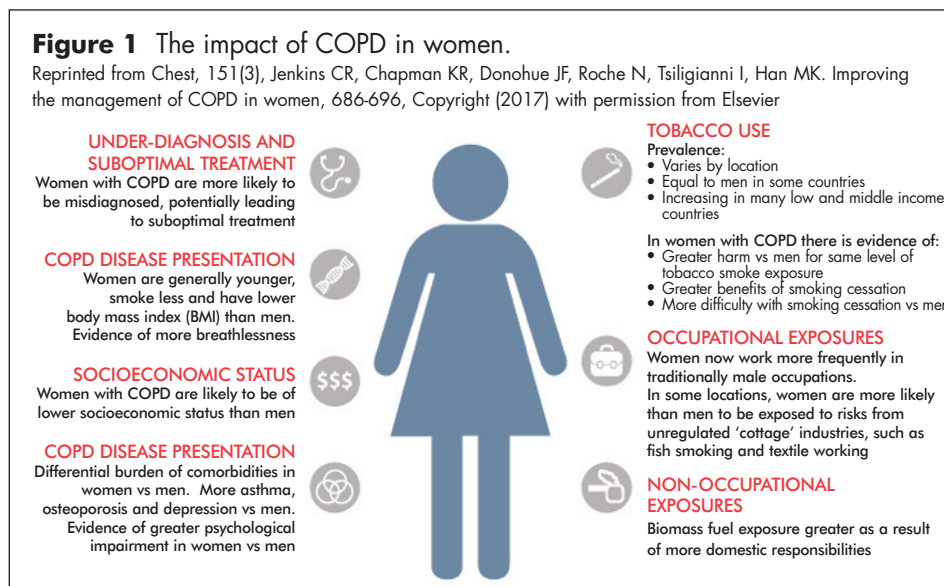 Figure 1 The impact of COPD in women.
Reprinted from Chest, 151(3), Jenkins CR, Chapman KR, Donohue JF, Roche N, Tsiligianni I, Han MK. Improving
the management of COPD in women, 686-696, Copyright (2017) with permission from Elsevier
UNDER-DIAGNOSIS AND
SUBOPTIMAL TREATMENT
Women with COPD are more likely to
be misdiagnosed, potentially leading
to suboptimal treatment
COPD DISEASE PRESENTATION
Women are generally younger,
smoke less and have lower
body mass index (BMI) than men.
Evidence of more breathlessness
SOCIOECONOMIC STATUS
Women with COPD are likely to be of
lower socioeconomic status than men
$$$
COPD DISEASE PRESENTATION
Differential burden of comorbidities in
women vs men. More asthma,
osteoporosis and depression vs men.
Evidence of greater psychological
impairment in women vs men
TOBACCO USE
Prevalence:
• Varies by location
• Equal to men in some countries
• Increasing in many low and middle income
countries
In women with COPD there is evidence of:
• Greater harm vs men for same level of
tobacco smoke exposure
• Greater benefits of smoking cessation
• More difficulty with smoking cessation vs men
OCCUPATIONAL EXPOSURES
Women now work more frequently in
traditionally male occupations.
In some locations, women are more likely
than men to be exposed to risks from
unregulated ‘cottage’ industries, such as
fish smoking and textile working
NON-OCCUPATIONAL
EXPOSURES
Biomass fuel exposure greater as a result
of more domestic responsibilities